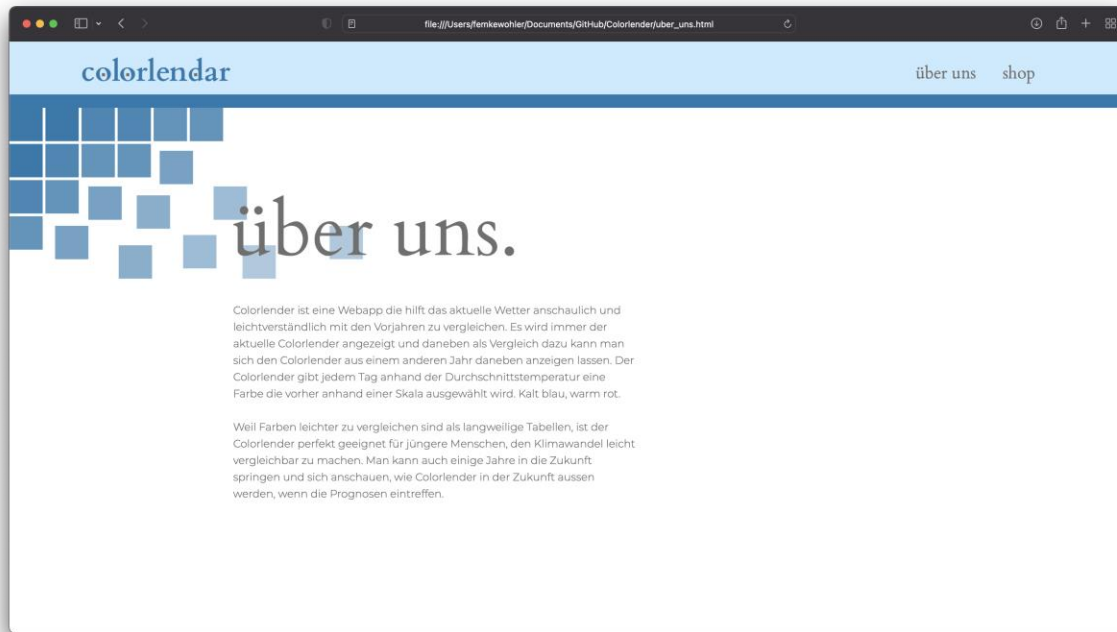 file:///Users/femkewohler/Documents/GitHub/Colorlender/uber_uns.html
colorlendar
über uns
shop
über uns.
Colorlender ist eine Webapp die hilft das aktuelle Wetter anschaulich und
leichtverständlich mit den Vorjahren zu vergleichen. Es wird immer der
aktuelle Colorlender angezeigt und daneben als Vergleich dazu kann man
sich den Colorlender aus einem anderen Jahr daneben anzeigen lassen. Der
Colorlender gibt jedem Tag anhand der Durchschnittstemperatur eine
Farbe die vorher anhand einer Skala ausgewählt wird. Kalt blau, warm rot.
Weil Farben leichter zu vergleichen sind als langweilige Tabellen, ist der
Colorlender perfekt geeignet für jüngere Menschen, den Klimawandel leicht
vergleichbar zu machen. Man kann auch einige Jahre in die Zukunft
springen und sich anschauen, wie Colorlender in der Zukunft aussen
werden, wenn die Prognosen eintreffen.